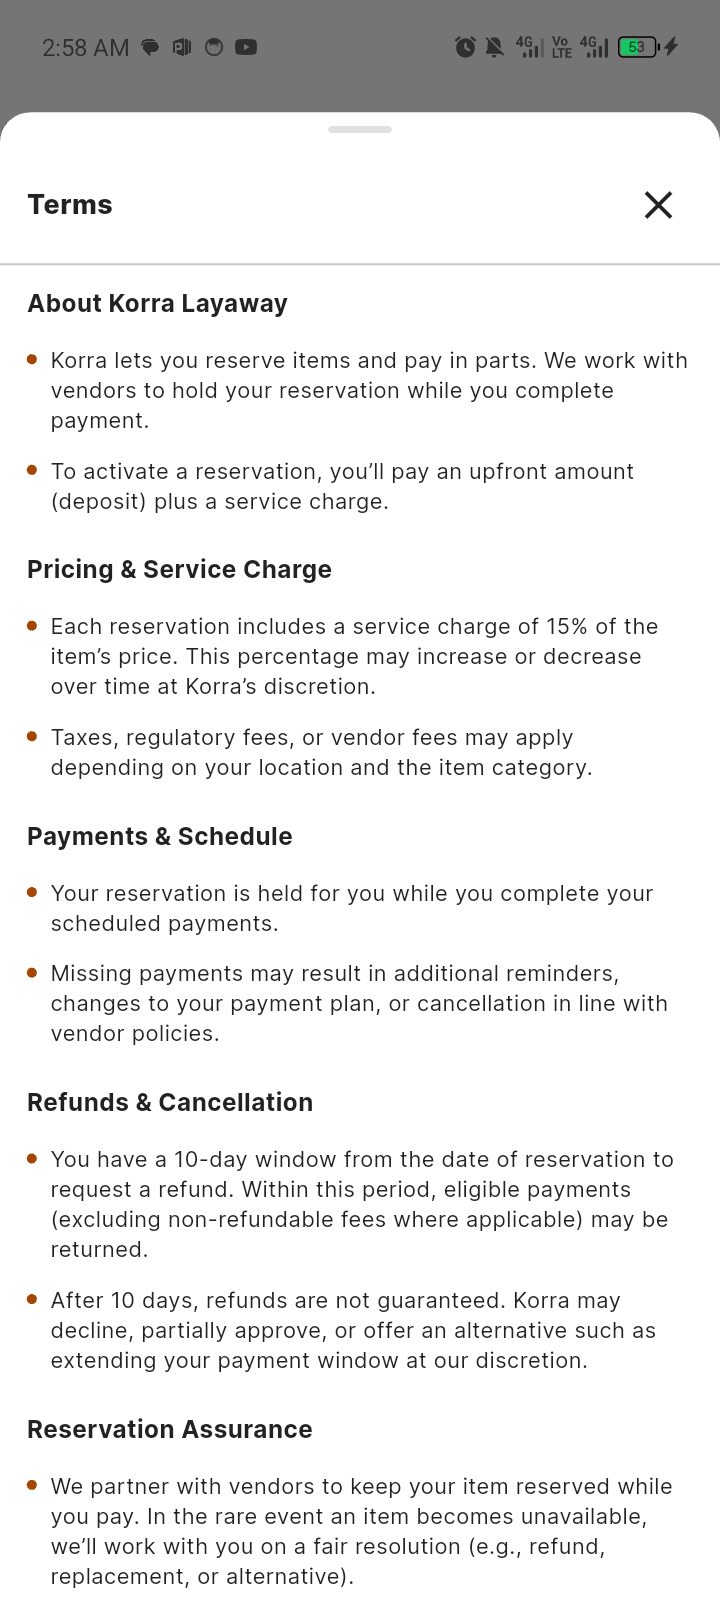 2:58 AM 4G Vo LTE 4G 53
Terms
About Korra Layaway
Korra lets you reserve items and pay in parts. We work with
vendors to hold your reservation while you complete
payment.
To activate a reservation, you’ll pay an upfront amount
(deposit) plus a service charge.
Pricing & Service Charge
Each reservation includes a service charge of 15% of the
item’s price. This percentage may increase or decrease
over time at Korra’s discretion.
Taxes, regulatory fees, or vendor fees may apply
depending on your location and the item category.
Payments & Schedule
Your reservation is held for you while you complete your
scheduled payments.
Missing payments may result in additional reminders,
changes to your payment plan, or cancellation in line with
vendor policies.
Refunds & Cancellation
You have a 10-day window from the date of reservation to
request a refund. Within this period, eligible payments
(excluding non-refundable fees where applicable) may be
returned.
After 10 days, refunds are not guaranteed. Korra may
decline, partially approve, or offer an alternative such as
extending your payment window at our discretion.
Reservation Assurance
We partner with vendors to keep your item reserved while
you pay. In the rare event an item becomes unavailable,
we’ll work with you on a fair resolution (e.g., refund,
replacement, or alternative).